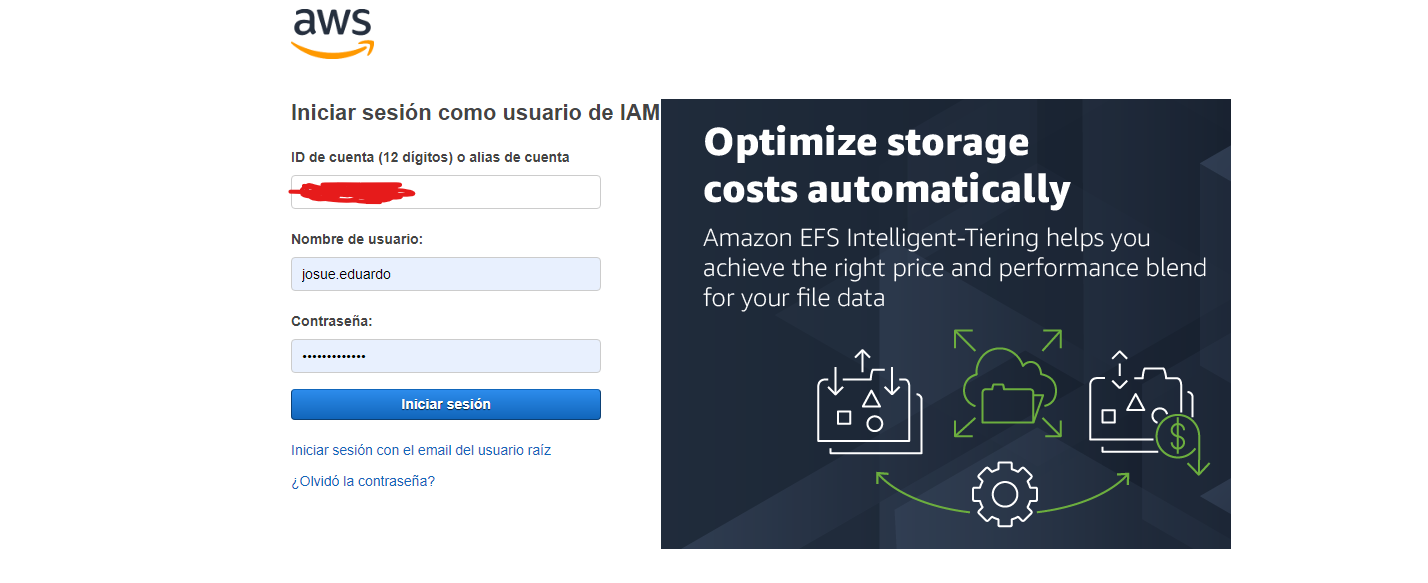 aws
Iniciar sesión como usuario de IAM
ID de cuenta (12 dígitos) o alias de cuenta
Nombre de usuario:
josue.eduardo
Contraseña:
•••••••••••••
Iniciar sesión
Iniciar sesión con el email del usuario raíz
¿Olvidó la contraseña?
Optimize storage
costs automatically
Amazon EFS Intelligent-Tiering helps you
achieve the right price and performance blend
for your file data
$